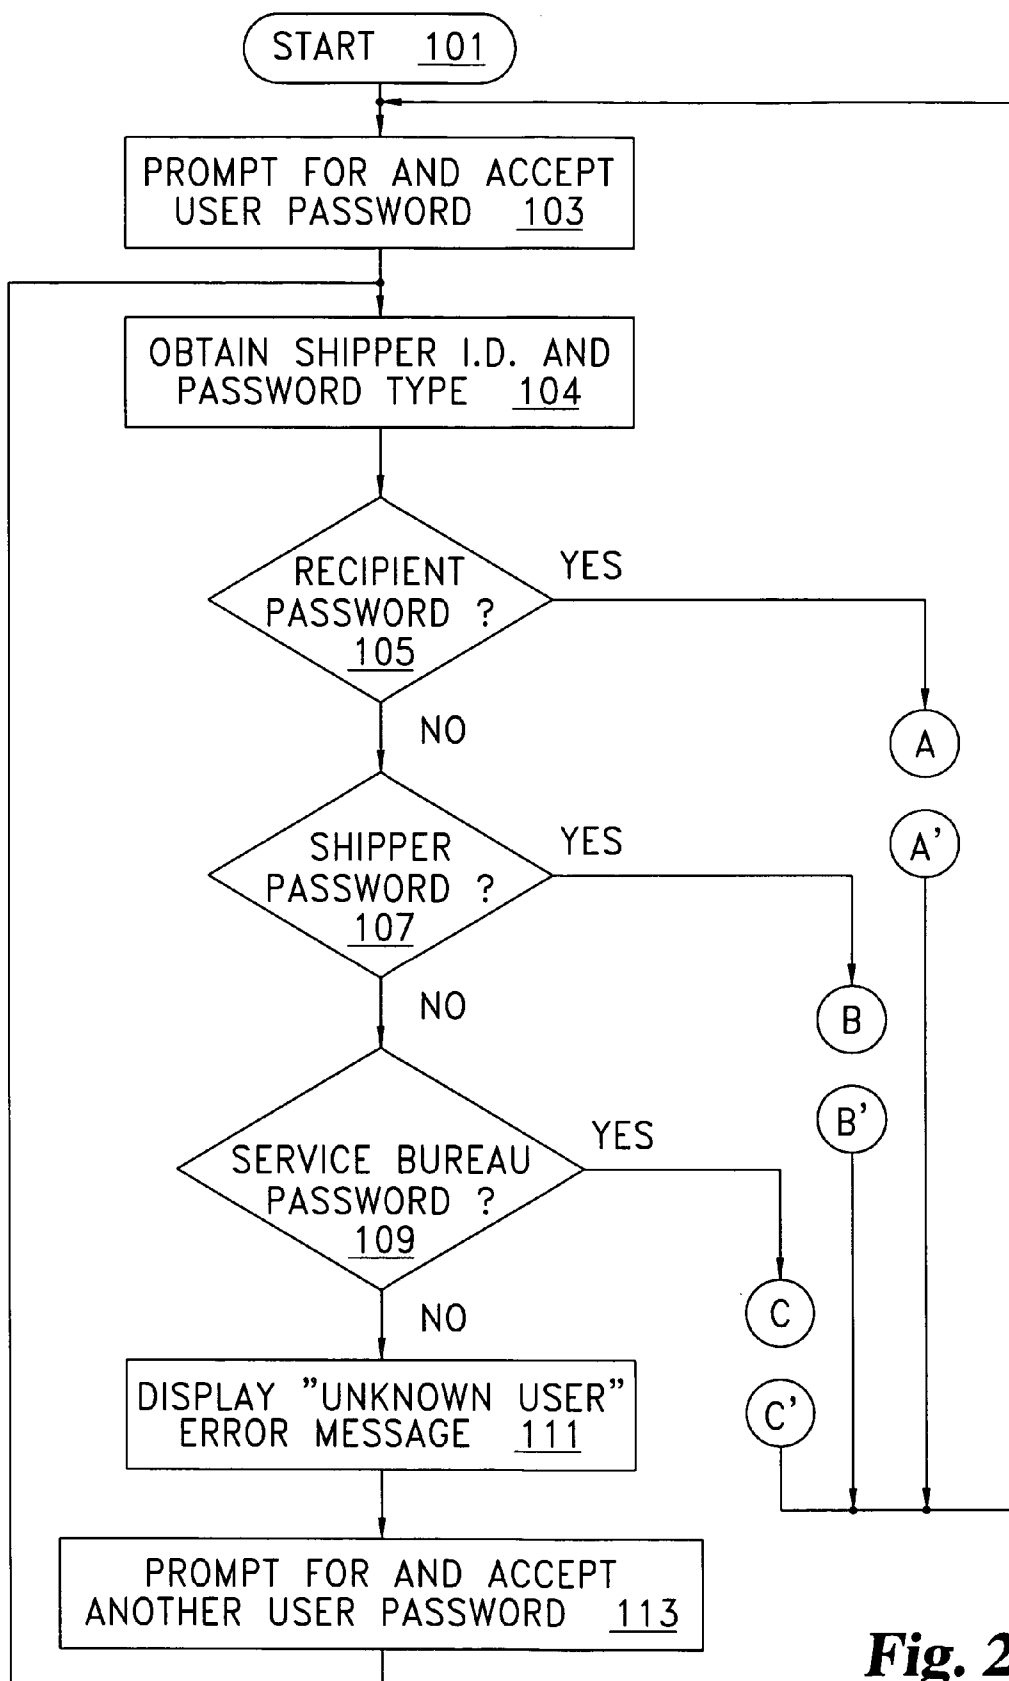 START 101
PROMPT FOR AND ACCEPT
USER PASSWORD 103
OBTAIN SHIPPER I.D. AND
PASSWORD TYPE 104
RECIPIENT
PASSWORD ?
105
YES
NO
A
A'
SHIPPER
PASSWORD ?
107
YES
NO
B
B'
SERVICE BUREAU
PASSWORD ?
109
YES
NO
C
C'
DISPLAY "UNKNOWN USER"
ERROR MESSAGE 111
PROMPT FOR AND ACCEPT
ANOTHER USER PASSWORD 113
Fig. 2